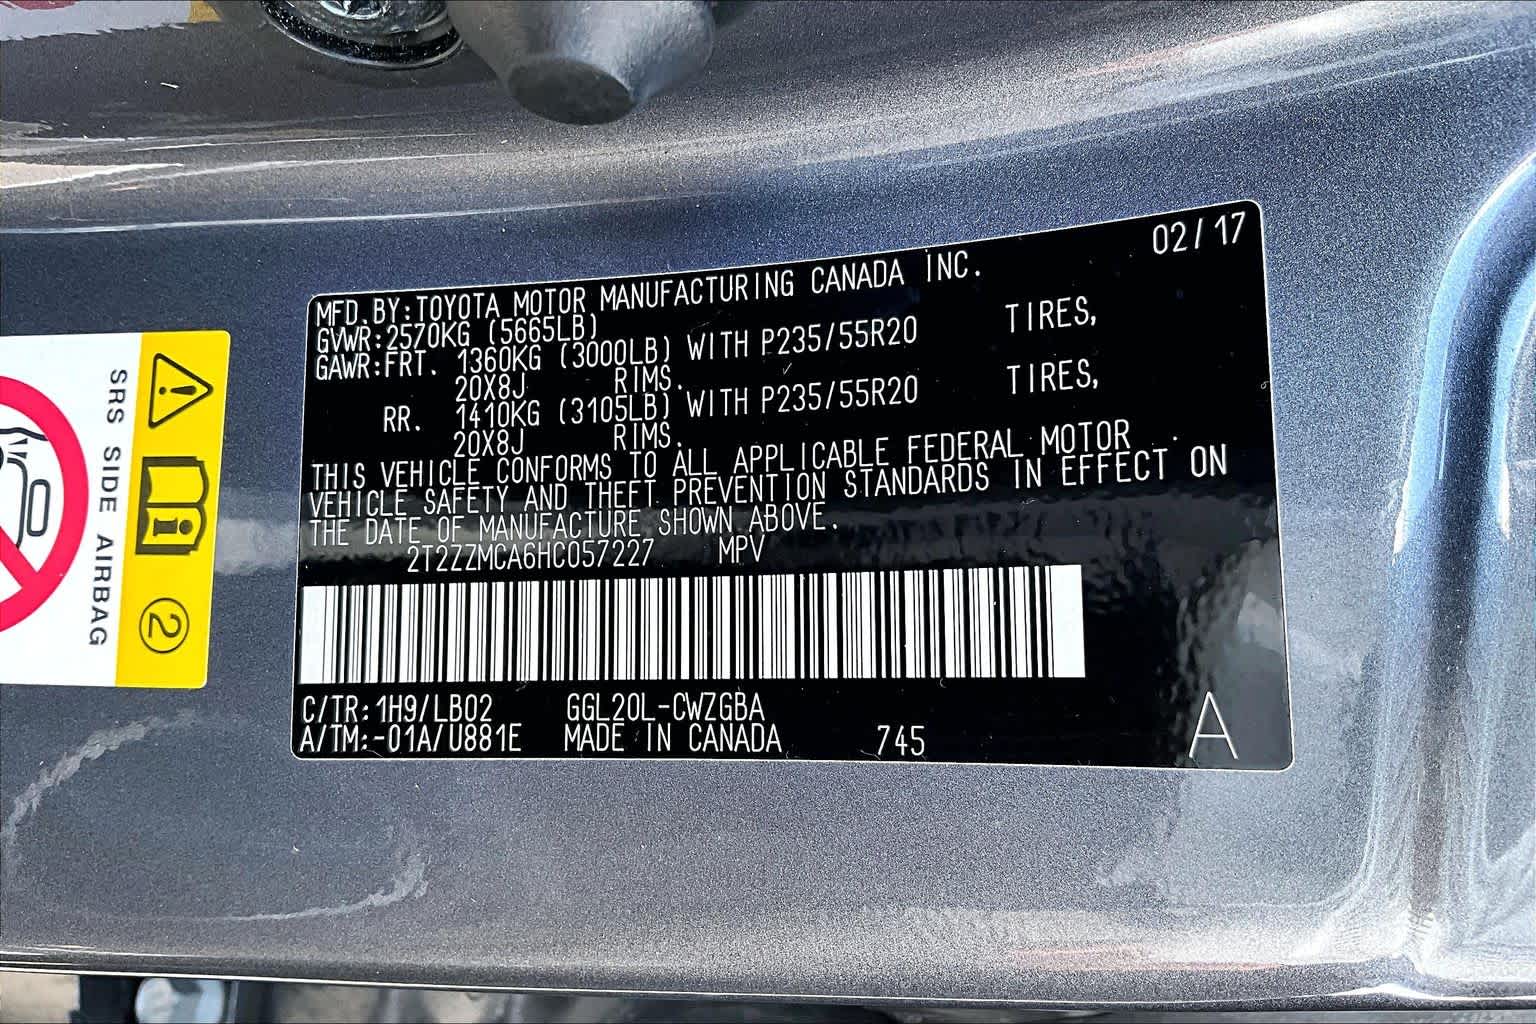 02/17
MFD.BY:TOYOTA MOTOR MANUFACTURING CANADA INC.
GVWR:2570KG (5665LB)
GAWR:FRT. 1360KG (3000LB) WITH P235/55R20 TIRES,
20X8J RIMS.
RR. 1410KG (3105LB) WITH P235/55R20 TIRES,
20X8J RIMS.
THIS VEHICLE CONFORMS TO ALL APPLICABLE FEDERAL MOTOR
VEHICLE SAFETY AND THEFT PREVENTION STANDARDS IN EFFECT ON
THE DATE OF MANUFACTURE SHOWN ABOVE.
2T2ZZMCA6HC057227 MPV
C/TR:1H9/LB02 GGL20L-CWZGBA
A/TM:-01A/U881E MADE IN CANADA 745 A
SRS SIDE AIRBAG
2